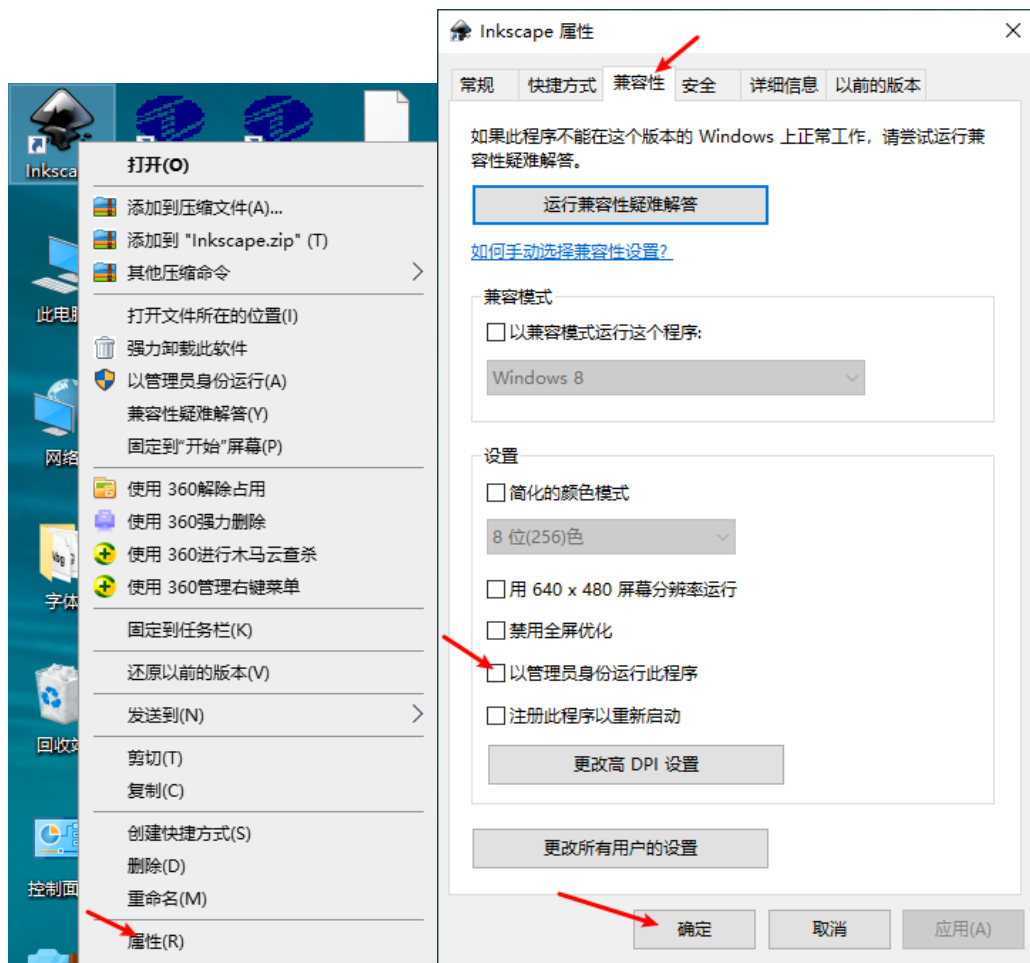 Inksca
此电脑
网络
字体
回收站
控制面
打开(O)
添加到压缩文件(A)...
添加到 "Inkscape.zip" (T)
其他压缩命令
打开文件所在的位置(I)
强力卸载此软件
以管理员身份运行(A)
兼容性疑难解答(Y)
固定到“开始”屏幕(P)
使用 360解除占用
使用 360强力删除
使用 360进行木马云查杀
使用 360管理右键菜单
固定到任务栏(K)
还原以前的版本(V)
发送到(N)
剪切(T)
复制(C)
创建快捷方式(S)
删除(D)
重命名(M)
属性(R)
Inkscape 属性
常规 快捷方式 兼容性 安全 详细信息 以前的版本
如果此程序不能在这个版本的 Windows 上正常工作，请尝试运行兼
容性疑难解答。
运行兼容性疑难解答
如何手动选择兼容性设置?
兼容模式
以兼容模式运行这个程序:
Windows 8
设置
简化的颜色模式
8 位(256)色
用 640 x 480 屏幕分辨率运行
禁用全屏优化
以管理员身份运行此程序
注册此程序以重新启动
更改高 DPI 设置
更改所有用户的设置
确定 取消 应用(A)